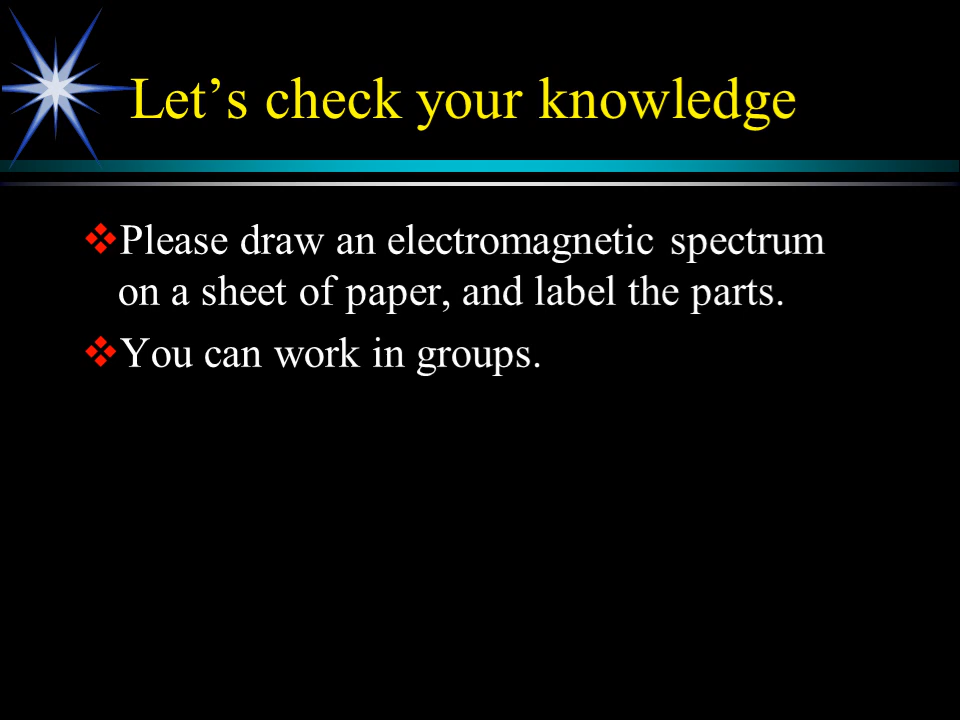 Let’s check your knowledge
Please draw an electromagnetic spectrum
on a sheet of paper, and label the parts.
You can work in groups.